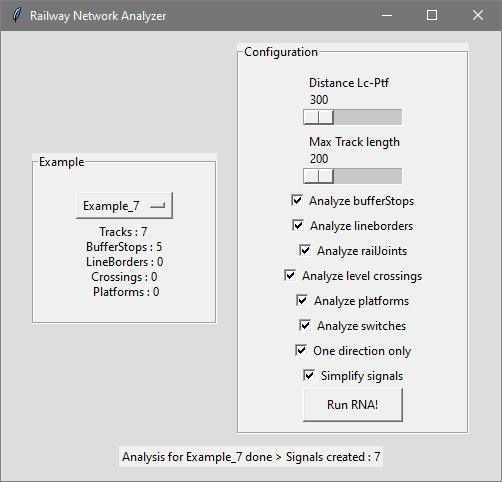 Railway Network Analyzer
Example
Example_7
Tracks : 7
BufferStops : 5
LineBorders : 0
Crossings : 0
Platforms : 0
Configuration
Distance Lc-Ptf
300
Max Track length
200
Analyze bufferStops
Analyze lineborders
Analyze railJoints
Analyze level crossings
Analyze platforms
Analyze switches
One direction only
Simplify signals
Run RNA!
Analysis for Example_7 done > Signals created : 7